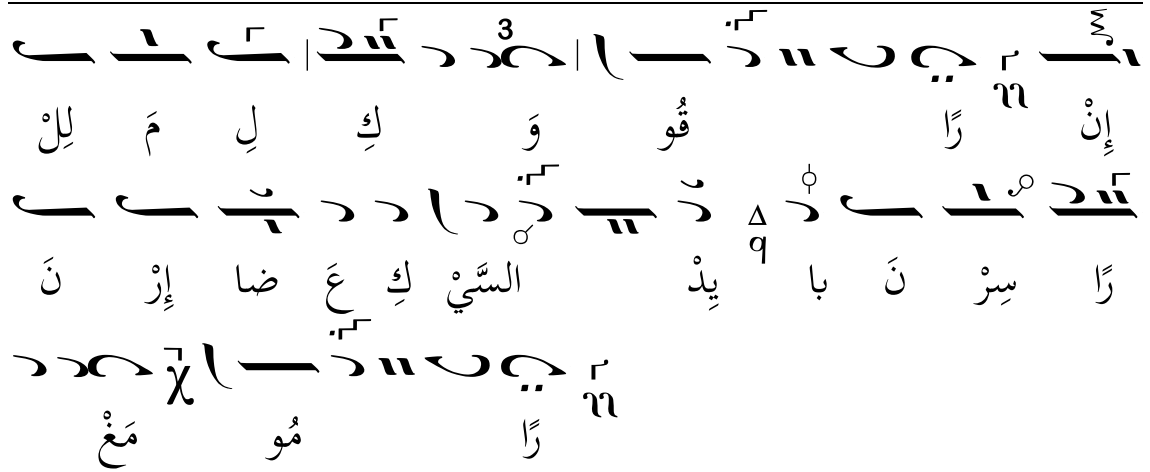 لِلْ مَ لِ كِ وَ قُو رًا إِنْ
نَ إِرْ ضا عَ كِ السَّيْ يِدْ با نَ سِرْ رًا
مَغْ مُو رًا